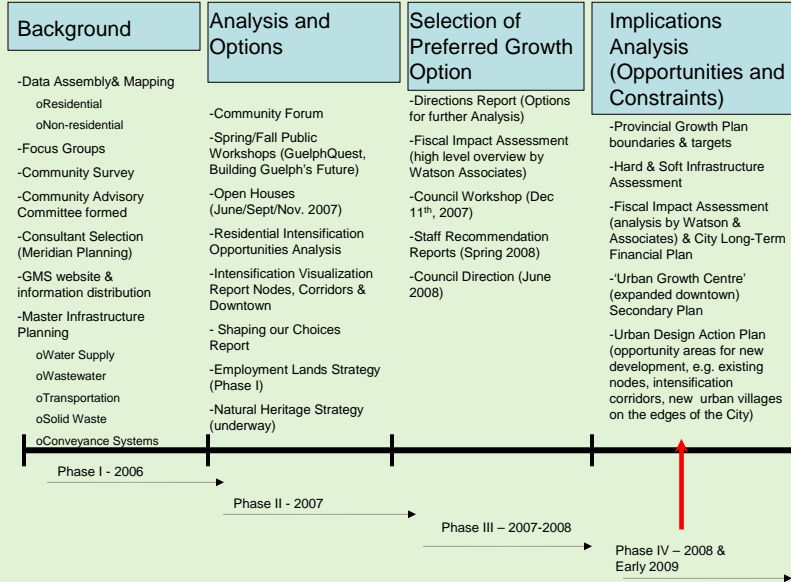 Background
-Data Assembly& Mapping
oResidential
oNon-residential
-Focus Groups
-Community Survey
-Community Advisory
Committee formed
-Consultant Selection
(Meridian Planning)
-GMS website &
information distribution
-Master Infrastructure
Planning
oWater Supply
oWastewater
oTransportation
oSolid Waste
oConveyance Systems
Analysis and
Options
-Community Forum
-Spring/Fall Public
Workshops (GuelphQuest,
Building Guelph's Future)
-Open Houses
(June/Sept/Nov. 2007)
-Residential Intensification
Opportunities Analysis
-Intensification Visualization
Report Nodes, Corridors &
Downtown
- Shaping our Choices
Report
-Employment Lands Strategy
(Phase I)
-Natural Heritage Strategy
(underway)
Selection of
Preferred Growth
Option
-Directions Report (Options
for further Analysis)
-Fiscal Impact Assessment
(high level overview by
Watson Associates)
-Council Workshop (Dec
11th, 2007)
-Staff Recommendation
Reports (Spring 2008)
-Council Direction (June
2008)
Implications
Analysis
(Opportunities and
Constraints)
-Provincial Growth Plan
boundaries & targets
-Hard & Soft Infrastructure
Assessment
-Fiscal Impact Assessment
(analysis by Watson &
Associates) & City Long-Term
Financial Plan
-'Urban Growth Centre'
(expanded downtown)
Secondary Plan
-Urban Design Action Plan
(opportunity areas for new
development, e.g. existing
nodes, intensification
corridors, new urban villages
on the edges of the City)
Phase I - 2006
Phase II - 2007
Phase III – 2007-2008
Phase IV – 2008 &
Early 2009